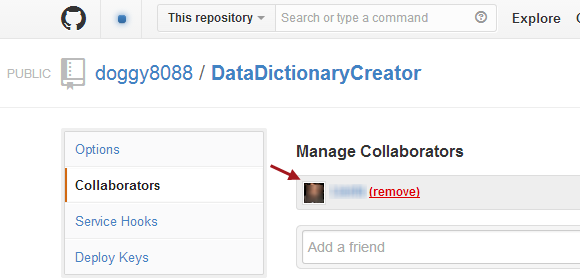 This repository Search or type a command Explore
PUBLIC doggy8088 / DataDictionaryCreator
Options
Collaborators
Service Hooks
Deploy Keys
Manage Collaborators
(remove)
Add a friend